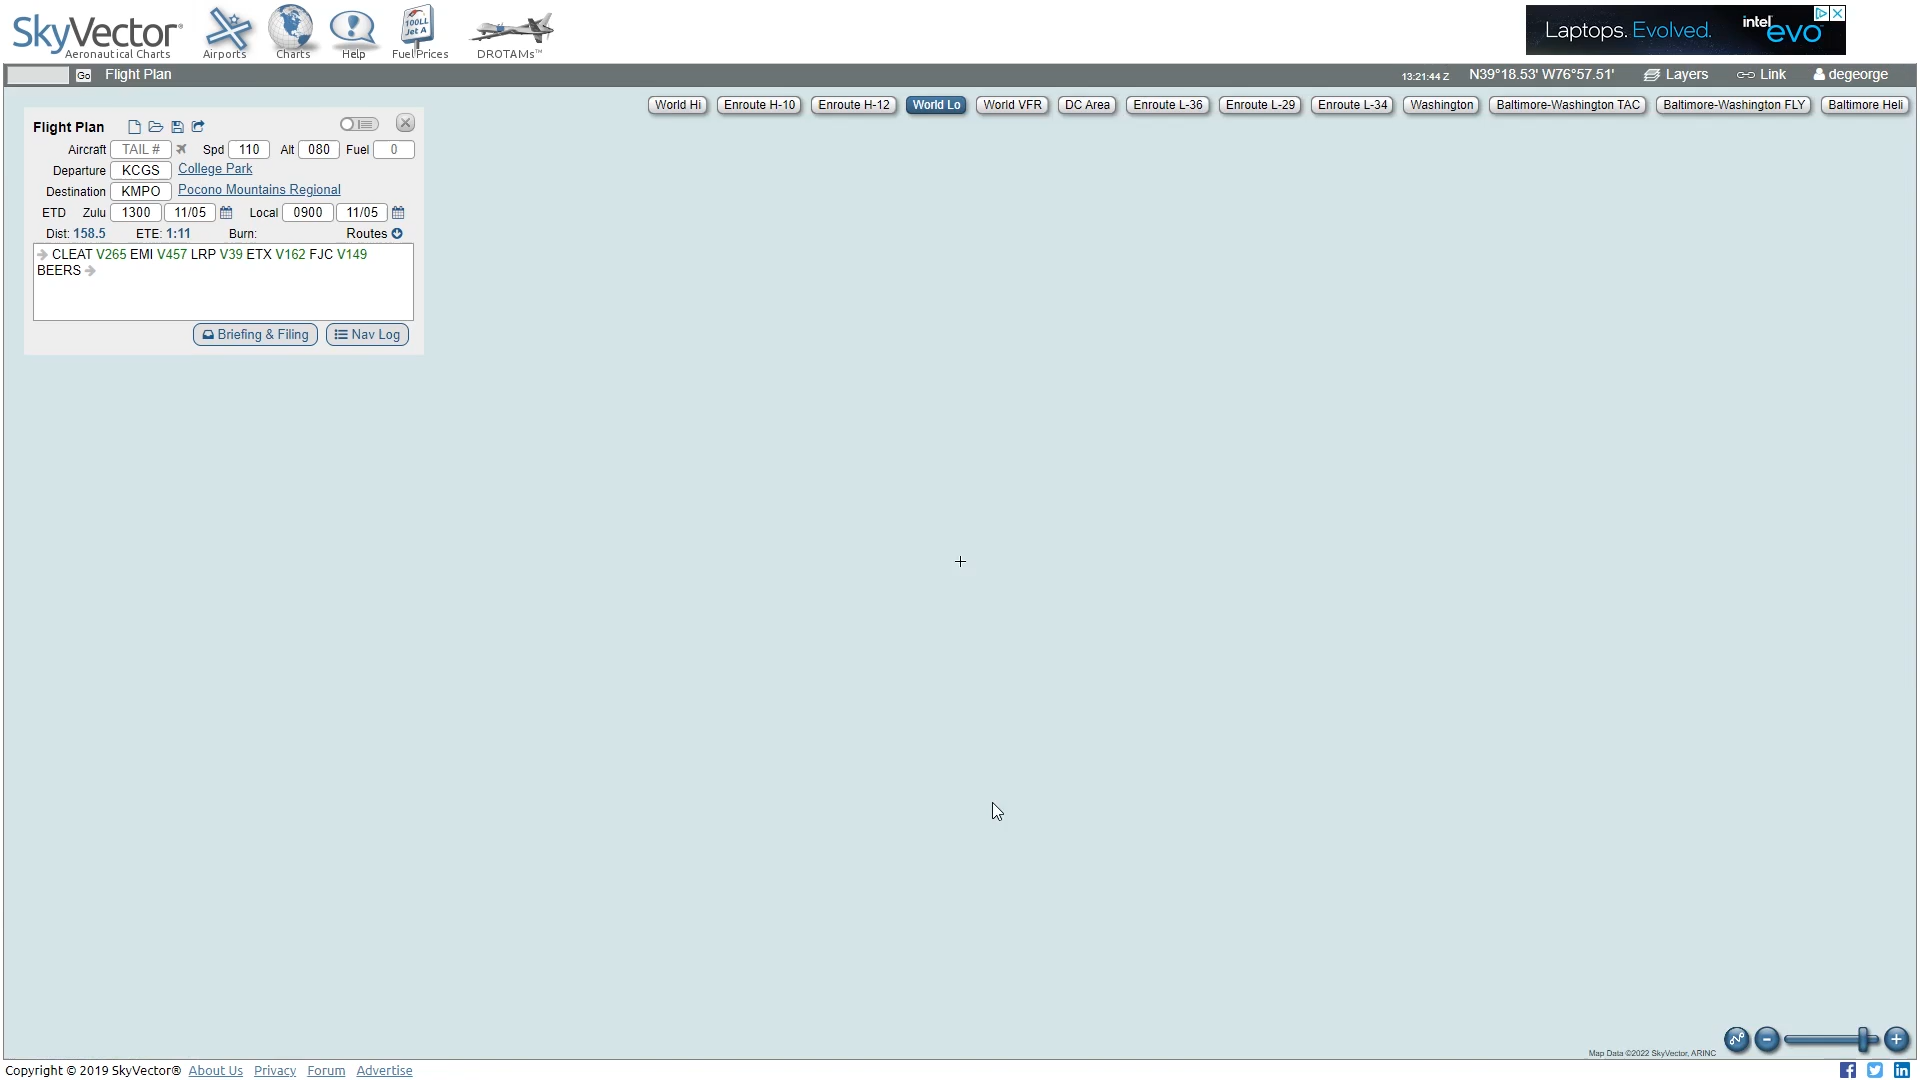 SkyVector®
Aeronautical Charts
Airports
Charts
Help
100LL
Jet A
Fuel Prices
DROTAMs™
Laptops. Evolved.
intel
evo
Go
Flight Plan
13:21:44 Z
N39°18.53' W76°57.51'
Layers
Link
degeorge
World Hi
Enroute H-10
Enroute H-12
World Lo
World VFR
DC Area
Enroute L-36
Enroute L-29
Enroute L-34
Washington
Baltimore-Washington TAC
Baltimore-Washington FLY
Baltimore Heli
Flight Plan
Aircraft TAIL # Spd 110 Alt 080 Fuel 0
Departure KCGS College Park
Destination KMPO Pocono Mountains Regional
ETD Zulu 1300 11/05 Local 0900 11/05
Dist: 158.5 ETE: 1:11 Burn: Routes
CLEAT V265 EMI V457 LRP V39 ETX V162 FJC V149
BEERS
Briefing & Filing
Nav Log
Map Data ©2022 SkyVector, ARINC
Copyright © 2019 SkyVector® About Us Privacy Forum Advertise